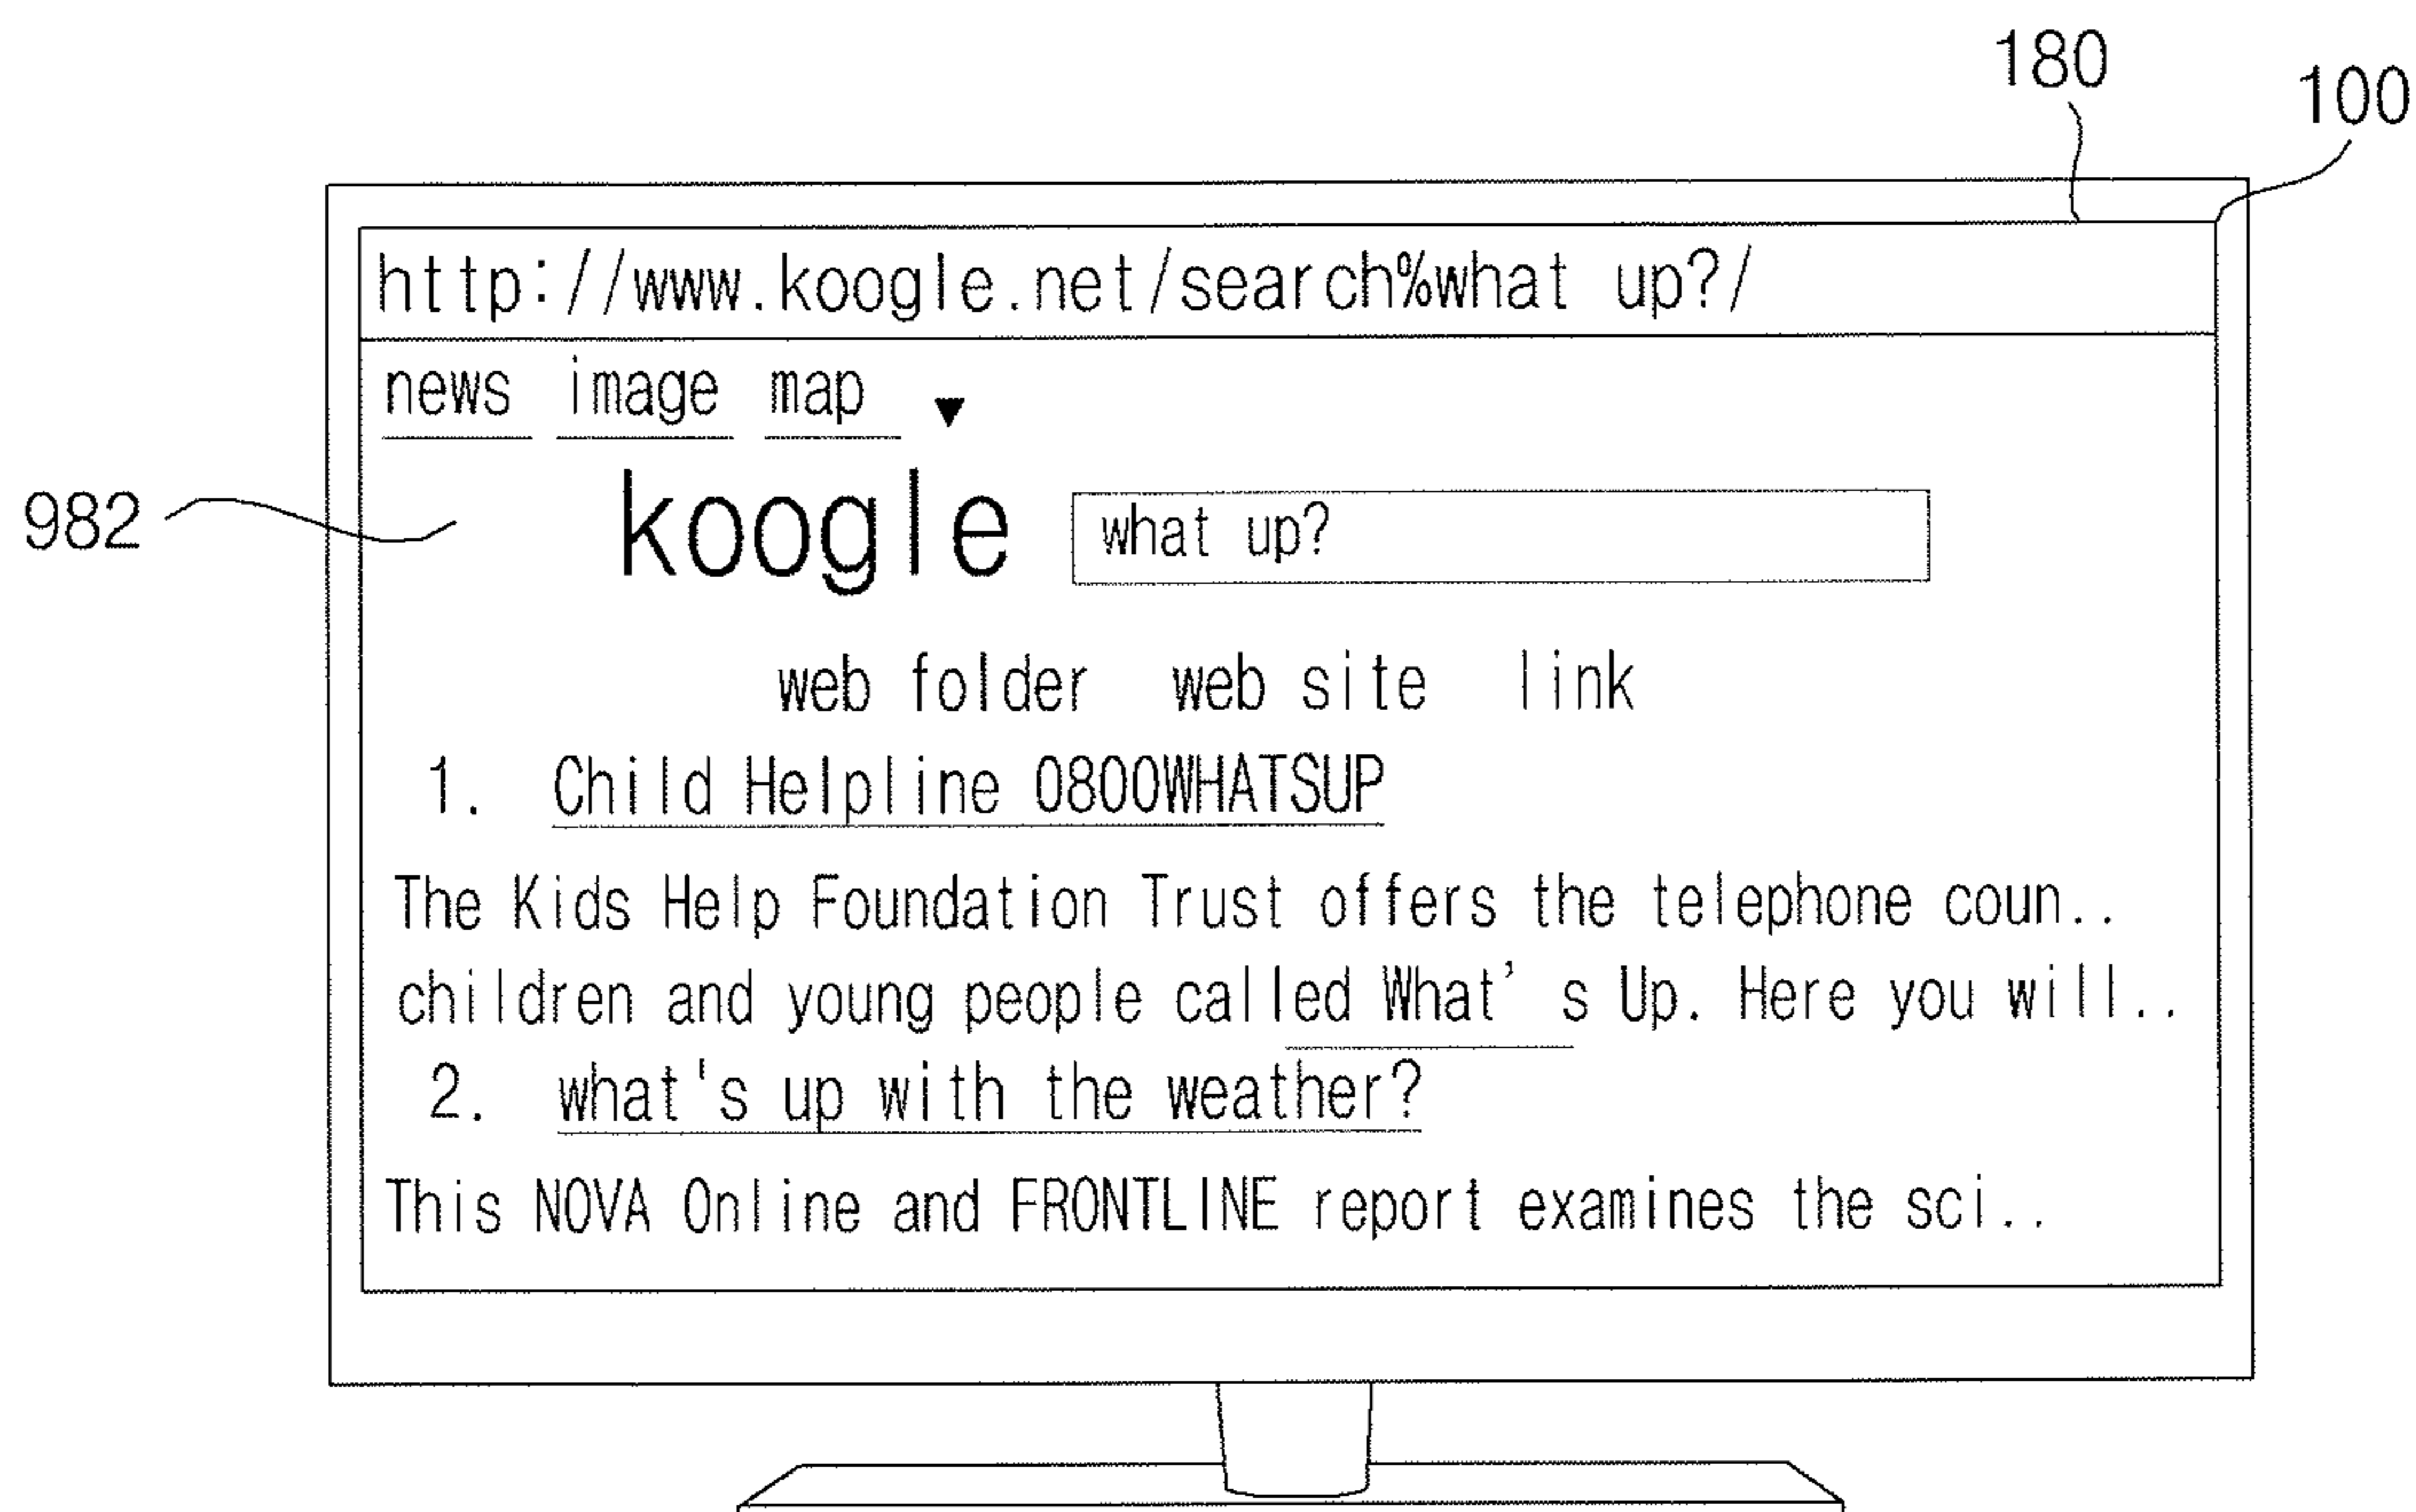 180
100
http://www.koogle.net/search%what up?/
news image map ▼
982
koogle what up?
web folder web site link
1. Child Helpline 0800WHATSUP
The Kids Help Foundation Trust offers the telephone coun..
children and young people called What's Up. Here you will..
2. what's up with the weather?
This NOVA Online and FRONTLINE report examines the sci..